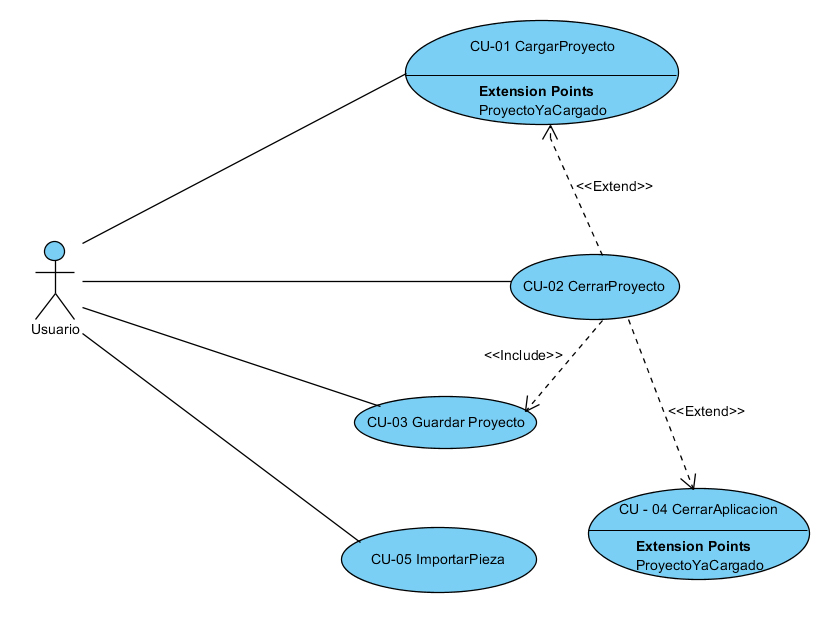 CU-01 CargarProyecto
Extension Points
ProyectoYaCargado
<<Extend>>
CU-02 CerrarProyecto
Usuario
<<Include>>
<<Extend>>
CU-03 Guardar Proyecto
CU - 04 CerrarAplicacion
Extension Points
ProyectoYaCargado
CU-05 ImportarPieza